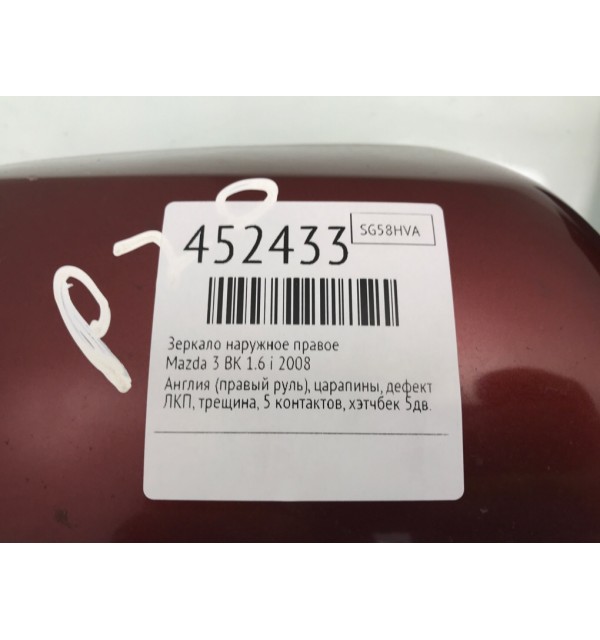 452433
SG58HVA
Зеркало наружное правое
Mazda 3 BK 1.6 i 2008
Англия (правый руль), царапины, дефект
ЛКП, трещина, 5 контактов, хэтчбек 5дв.